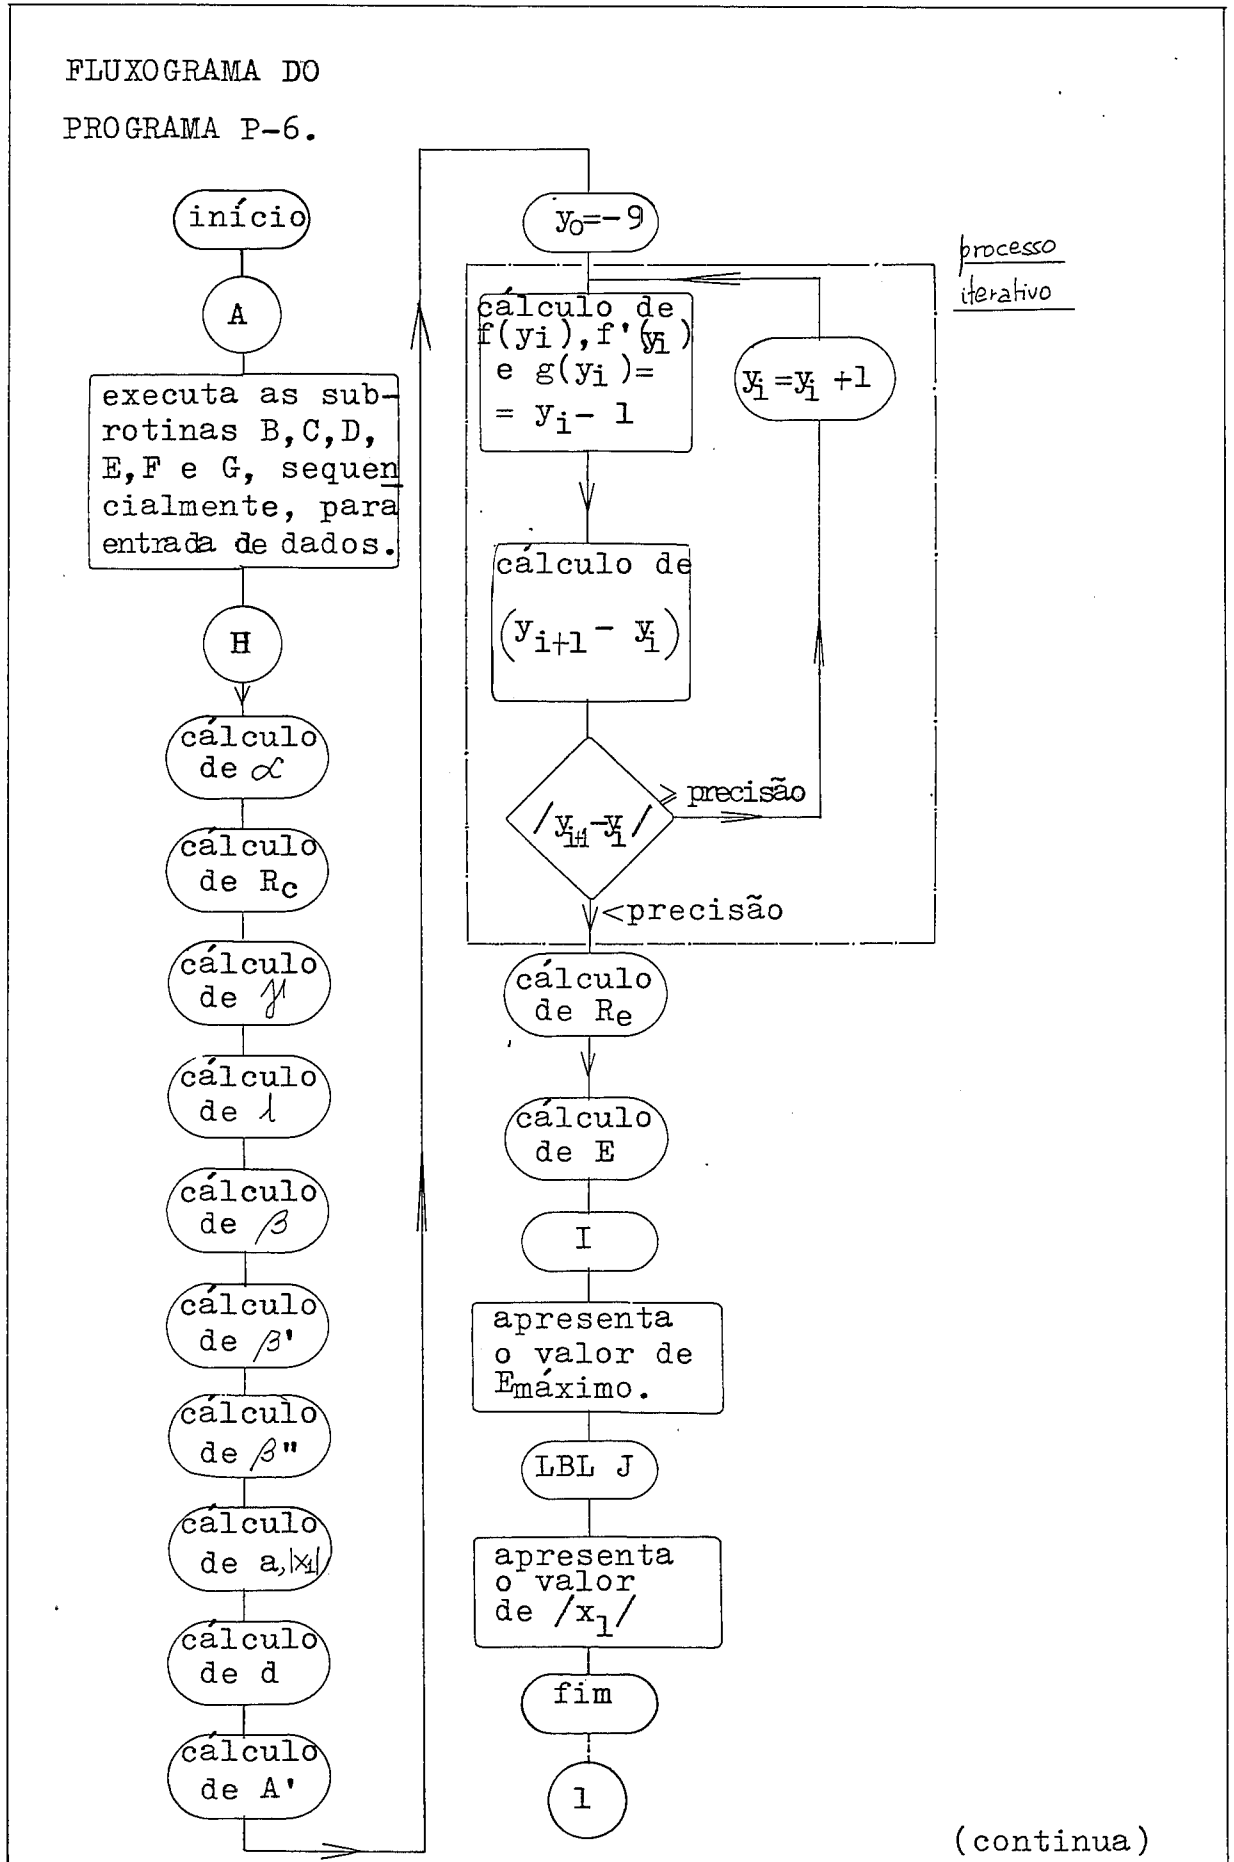 FLUXOGRAMA DO
PROGRAMA P-6.
início
A
executa as sub-
rotinas B,C,D,
E,F e G, sequen
cialmente, para
entrada de dados.
H
cálculo
de α
cálculo
de Rc
cálculo
de γ
cálculo
de l
cálculo
de β
cálculo
de β'
cálculo
de β"
cálculo
de a,|x1|
cálculo
de d
cálculo
de A'
yo=-9
processo
iterativo
cálculo de
f(yi),f'(yi)
e g(yi)=
= yi- 1
yi=yi +1
cálculo de
(yi+1- yi)
/yi+1-yi/
⩾ precisão
<precisão
cálculo
de Re
cálculo
de E
I
apresenta
o valor de
Emáximo.
LBL J
apresenta
o valor
de /x1/
fim
1
(continua)